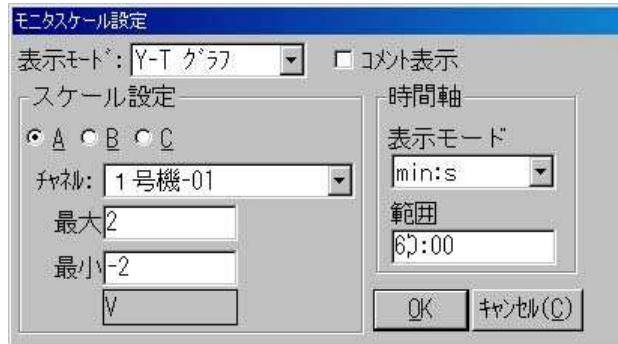 モニタスケール設定
表示ﾓｰﾄﾞ: Y-T ｸﾞﾗﾌ
コメント表示
スケール設定
A B C
ﾁｬﾈﾙ: 1号機-01
最大 2
最小 -2
V
時間軸
表示モード
min:s
範囲
60:00
OK
ｷｬﾝｾﾙ(C)